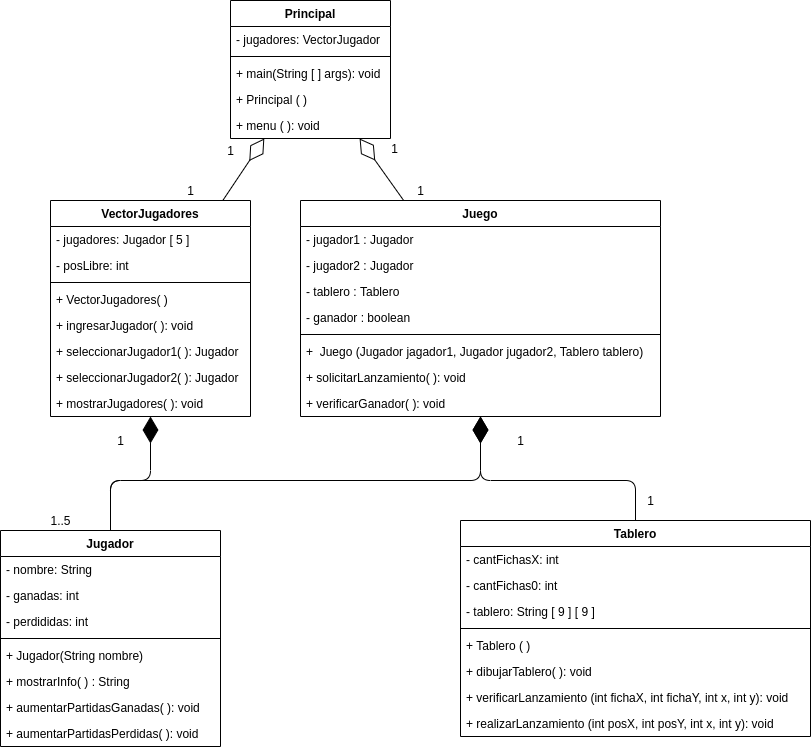 Principal
- jugadores: VectorJugador
+ main(String [ ] args): void
+ Principal ( )
+ menu ( ): void
1
1
1
1
VectorJugadores
- jugadores: Jugador [ 5 ]
- posLibre: int
+ VectorJugadores( )
+ ingresarJugador( ): void
+ seleccionarJugador1( ): Jugador
+ seleccionarJugador2( ): Jugador
+ mostrarJugadores( ): void
Juego
- jugador1 : Jugador
- jugador2 : Jugador
- tablero : Tablero
- ganador : boolean
+  Juego (Jugador jagador1, Jugador jugador2, Tablero tablero)
+ solicitarLanzamiento( ): void
+ verificarGanador( ): void
1
1
1..5
1
Jugador
- nombre: String
- ganadas: int
- perdididas: int
+ Jugador(String nombre)
+ mostrarInfo( ) : String
+ aumentarPartidasGanadas( ): void
+ aumentarPartidasPerdidas( ): void
Tablero
- cantFichasX: int
- cantFichas0: int
- tablero: String [ 9 ] [ 9 ]
+ Tablero ( )
+ dibujarTablero( ): void
+ verificarLanzamiento (int fichaX, int fichaY, int x, int y): void
+ realizarLanzamiento (int posX, int posY, int x, int y): void